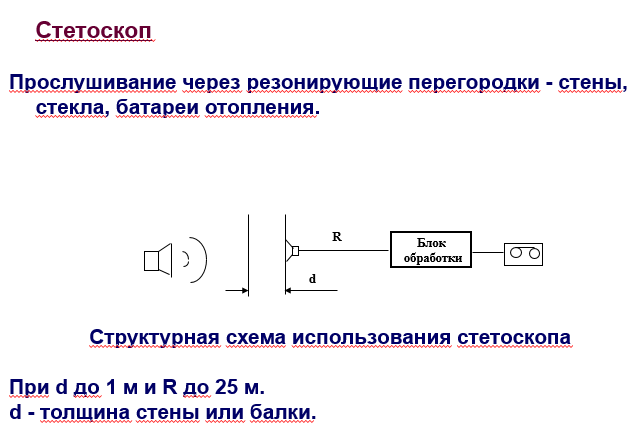 Стетоскоп
Прослушивание через резонирующие перегородки - стены,
стекла, батареи отопления.
R
Блок
обработки
d
Структурная схема использования стетоскопа
При d до 1 м и R до 25 м.
d - толщина стены или балки.